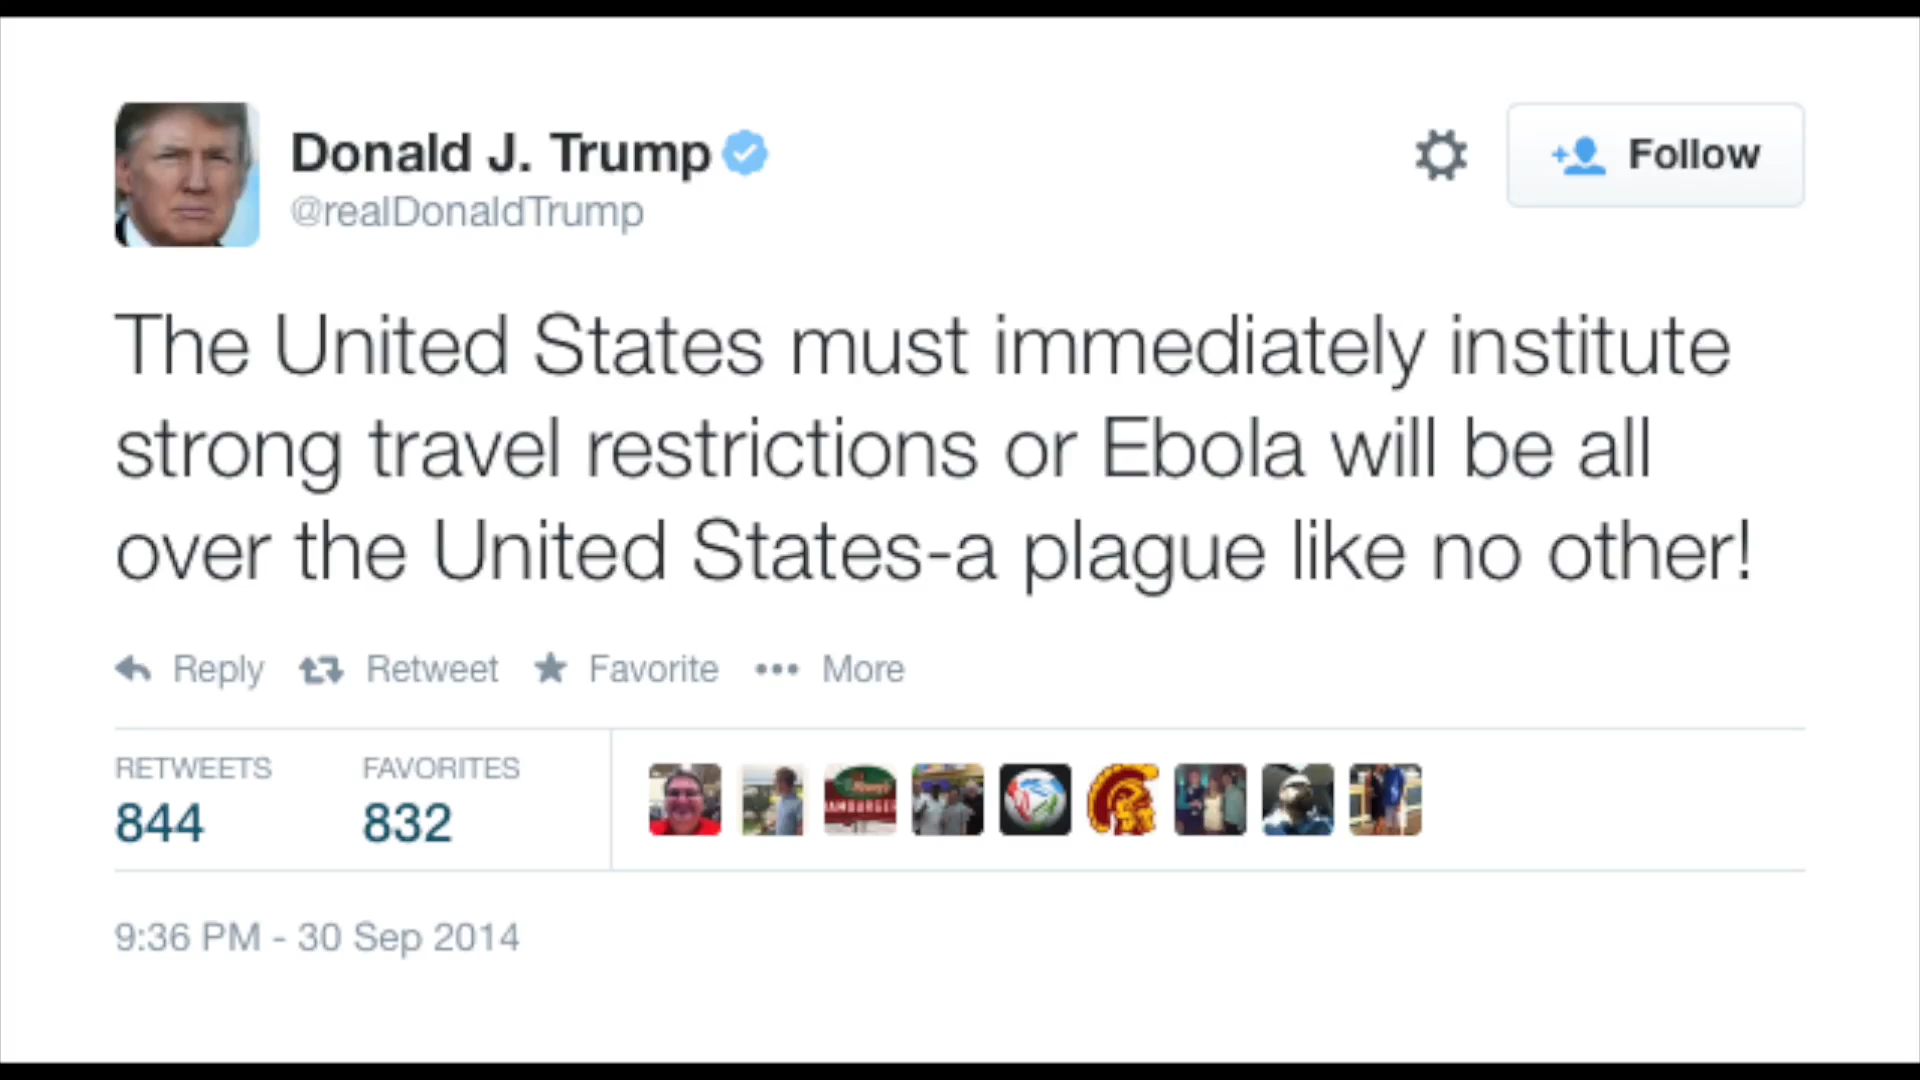 Donald J. Trump
@realDonaldTrump
Follow
The United States must immediately institute
strong travel restrictions or Ebola will be all
over the United States-a plague like no other!
Reply Retweet Favorite More
RETWEETS FAVORITES
844 832
9:36 PM - 30 Sep 2014